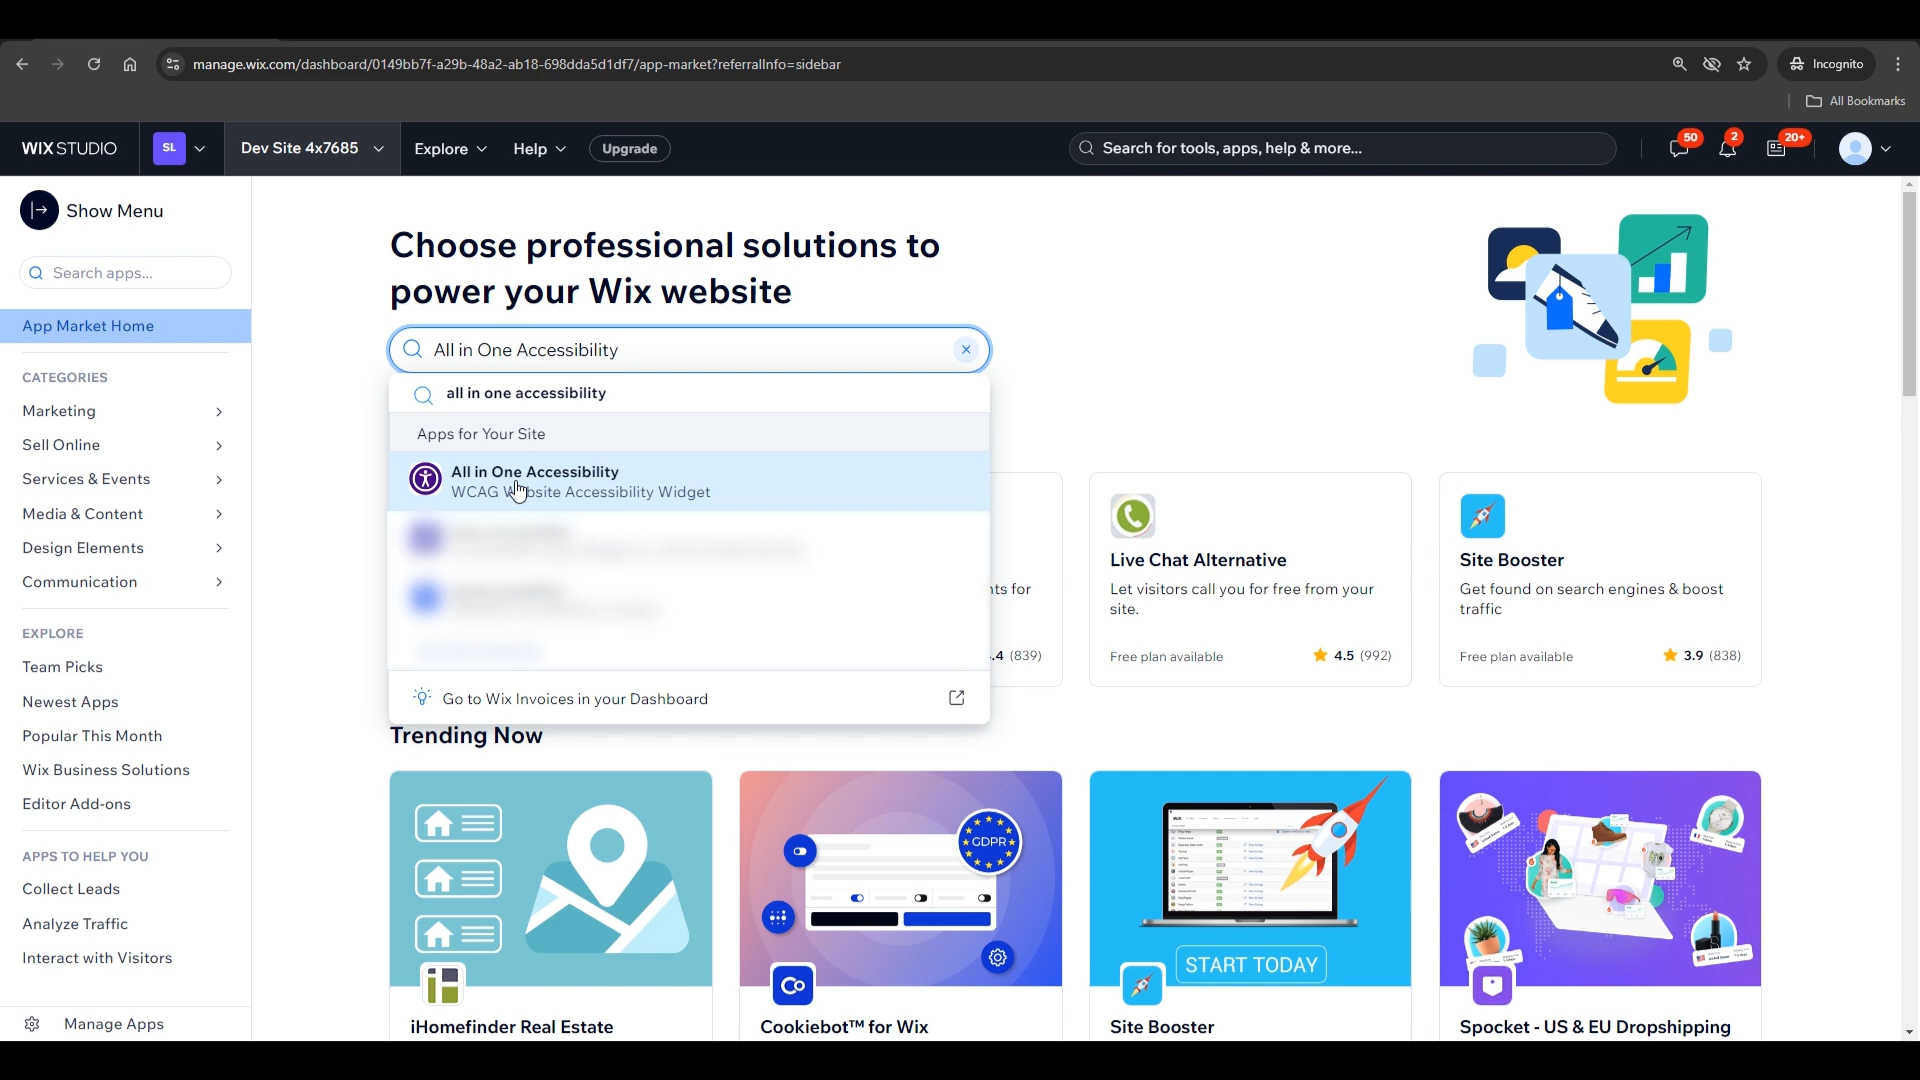 manage.wix.com/dashboard/0149bb7f-a29b-48a2-ab18-698dda5d1df7/app-market?referralInfo=sidebar
Incognito
All Bookmarks
WIX STUDIO
SL
Dev Site 4x7685
Explore
Help
Upgrade
Search for tools, apps, help & more...
50
2
20+
Show Menu
Search apps...
App Market Home
CATEGORIES
Marketing
Sell Online
Services & Events
Media & Content
Design Elements
Communication
EXPLORE
Team Picks
Newest Apps
Popular This Month
Wix Business Solutions
Editor Add-ons
APPS TO HELP YOU
Collect Leads
Analyze Traffic
Interact with Visitors
Manage Apps
Choose professional solutions to
power your Wix website
All in One Accessibility
all in one accessibility
Apps for Your Site
All in One Accessibility
WCAG Website Accessibility Widget
Go to Wix Invoices in your Dashboard
for
.4 (839)
Live Chat Alternative
Let visitors call you for free from your
site.
Free plan available
4.5 (992)
Site Booster
Get found on search engines & boost
traffic
Free plan available
3.9 (838)
Trending Now
GDPR
START TODAY
iHomefinder Real Estate
Cookiebot™ for Wix
Site Booster
Spocket - US & EU Dropshipping